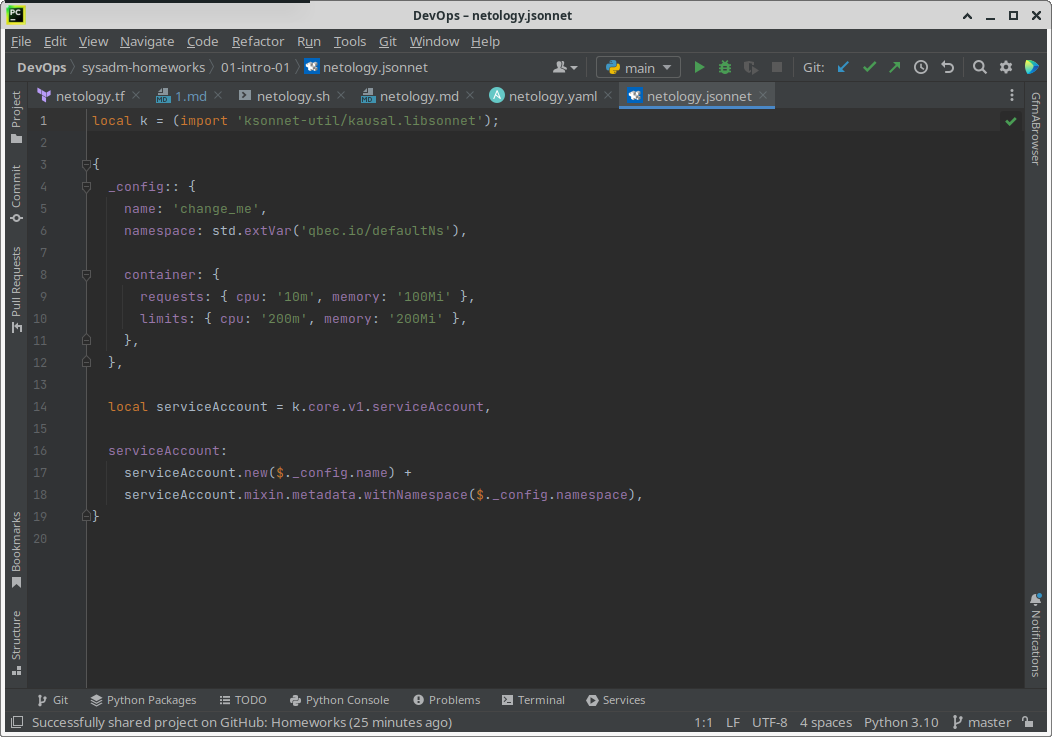 PC
DevOps – netology.jsonnet
File Edit View Navigate Code Refactor Run Tools Git Window Help
DevOps sysadm-homeworks 01-intro-01 netology.jsonnet main Git:
netology.tf 1.md netology.sh netology.md netology.yaml netology.jsonnet
Project
Commit
Pull Requests
Bookmarks
Structure
1 local k = (import 'ksonnet-util/kausal.libsonnet');
2
3 {
4 _config:: {
5 name: 'change_me',
6 namespace: std.extVar('qbec.io/defaultNs'),
7
8 container: {
9 requests: { cpu: '10m', memory: '100Mi' },
10 limits: { cpu: '200m', memory: '200Mi' },
11 },
12 },
13
14 local serviceAccount = k.core.v1.serviceAccount,
15
16 serviceAccount:
17 serviceAccount.new($._config.name) +
18 serviceAccount.mixin.metadata.withNamespace($._config.namespace),
19 }
20
GfmABrowser
Notifications
Git Python Packages TODO Python Console Problems Terminal Services
Successfully shared project on GitHub: Homeworks (25 minutes ago) 1:1 LF UTF-8 4 spaces Python 3.10 master